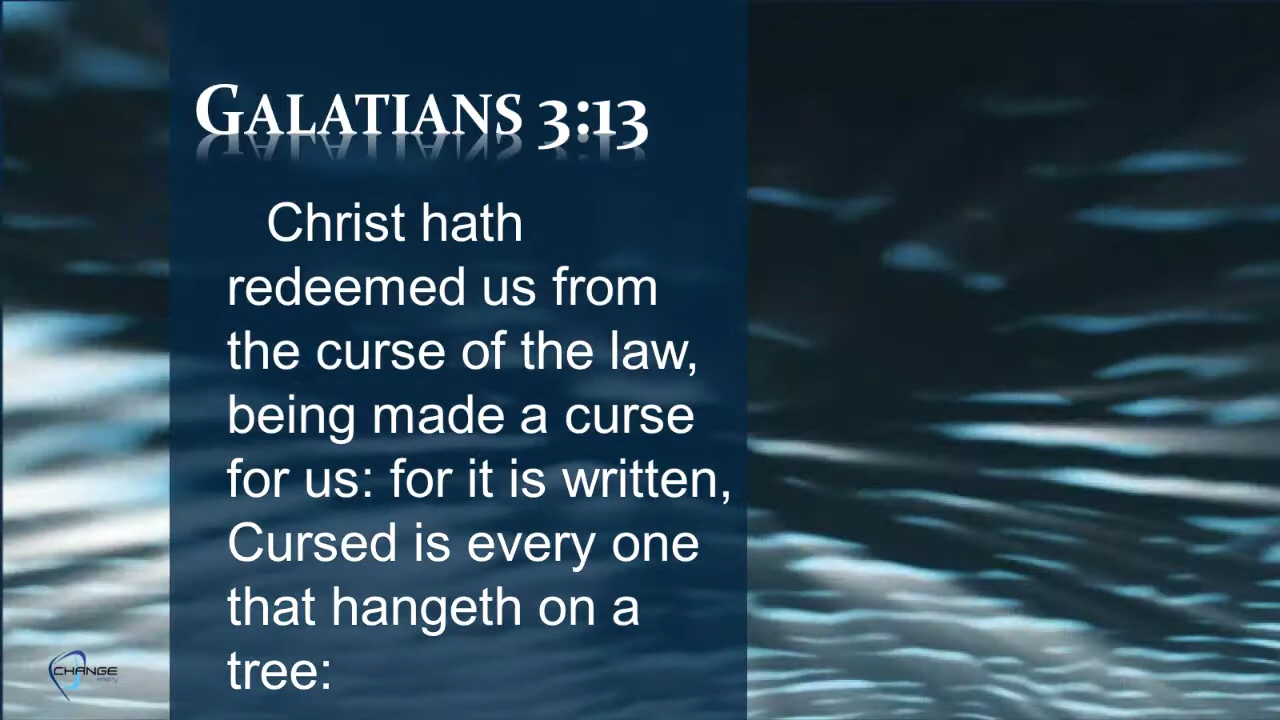 GALATIANS 3:13
Christ hath
redeemed us from
the curse of the law,
being made a curse
for us: for it is written,
Cursed is every one
that hangeth on a
tree:
CHANGE